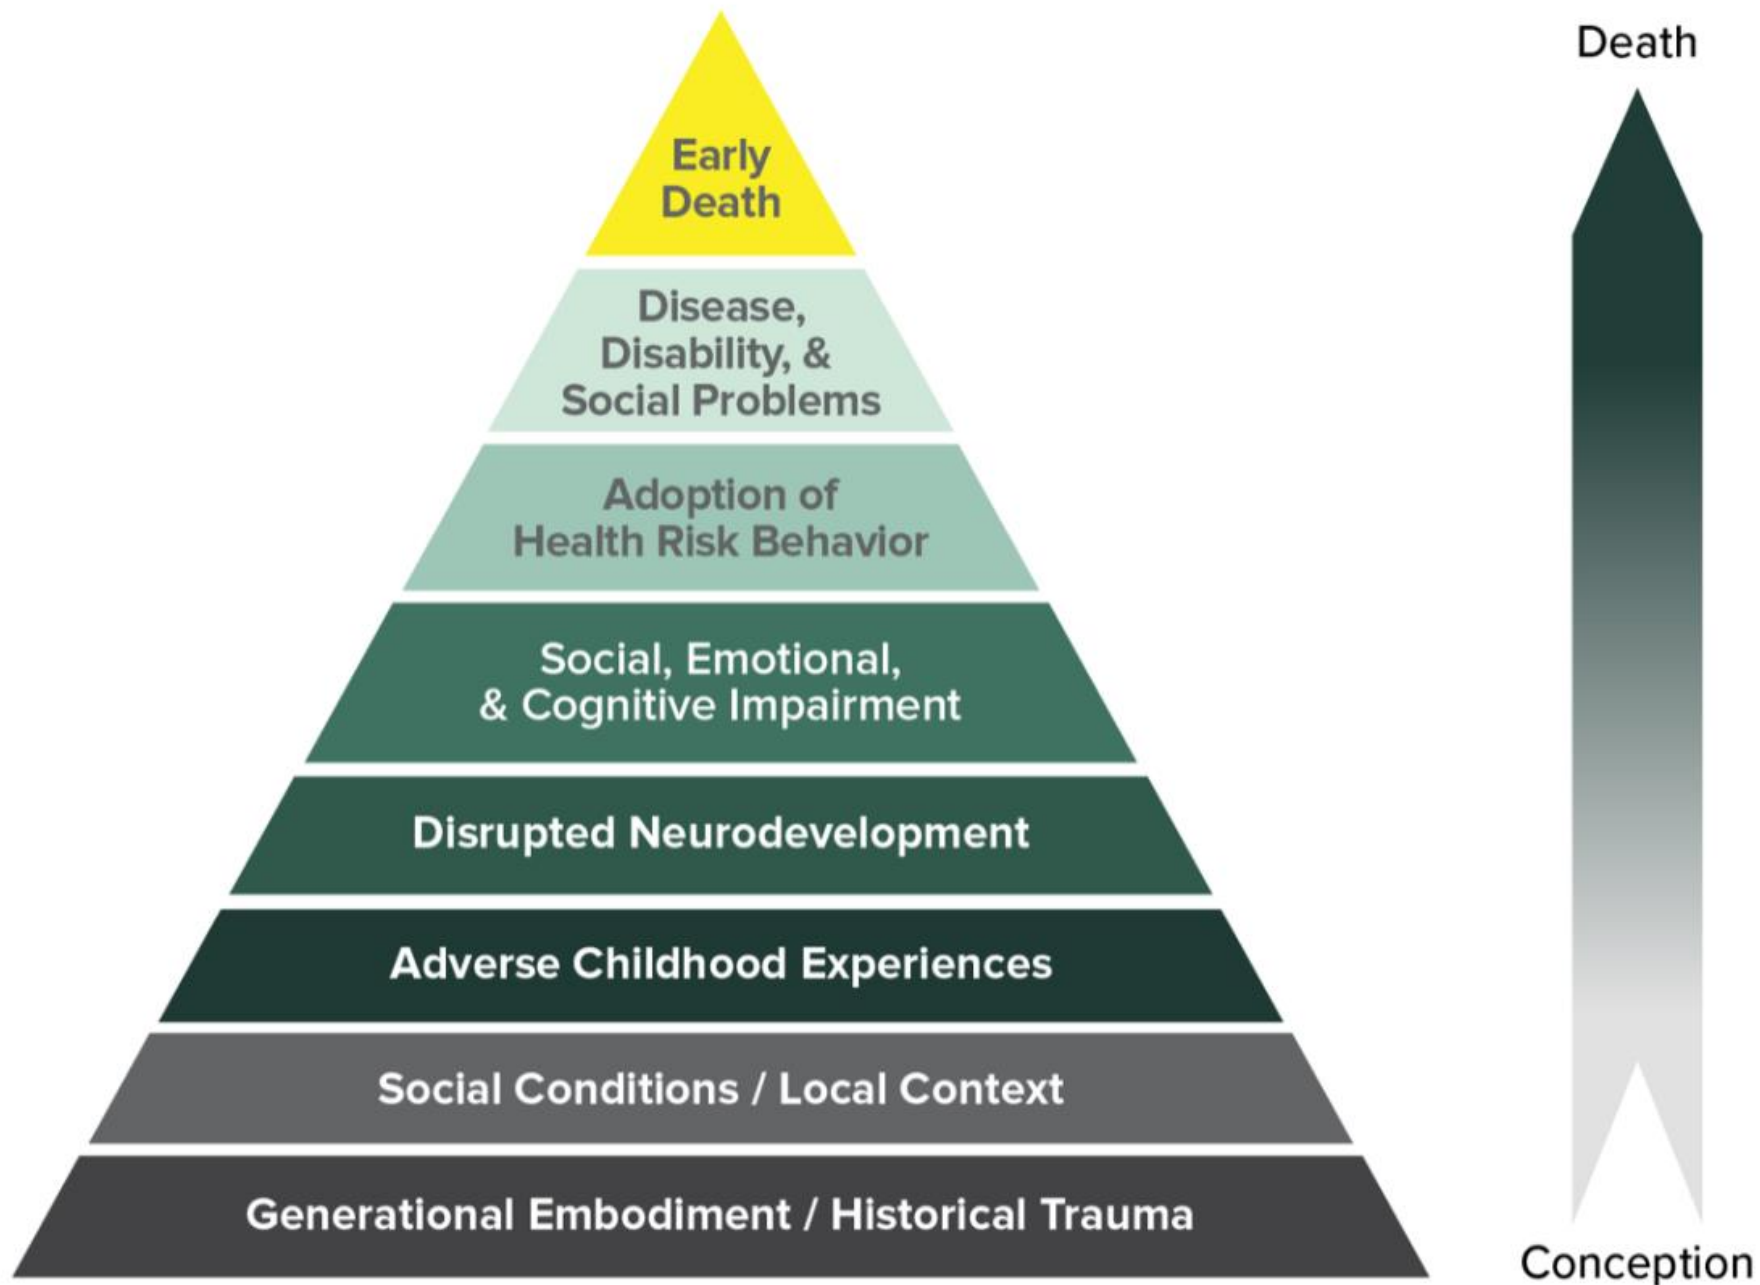 Death
Early
Death
Disease,
Disability, &
Social Problems
Adoption of
Health Risk Behavior
Social, Emotional,
& Cognitive Impairment
Disrupted Neurodevelopment
Adverse Childhood Experiences
Social Conditions / Local Context
Generational Embodiment / Historical Trauma
Conception